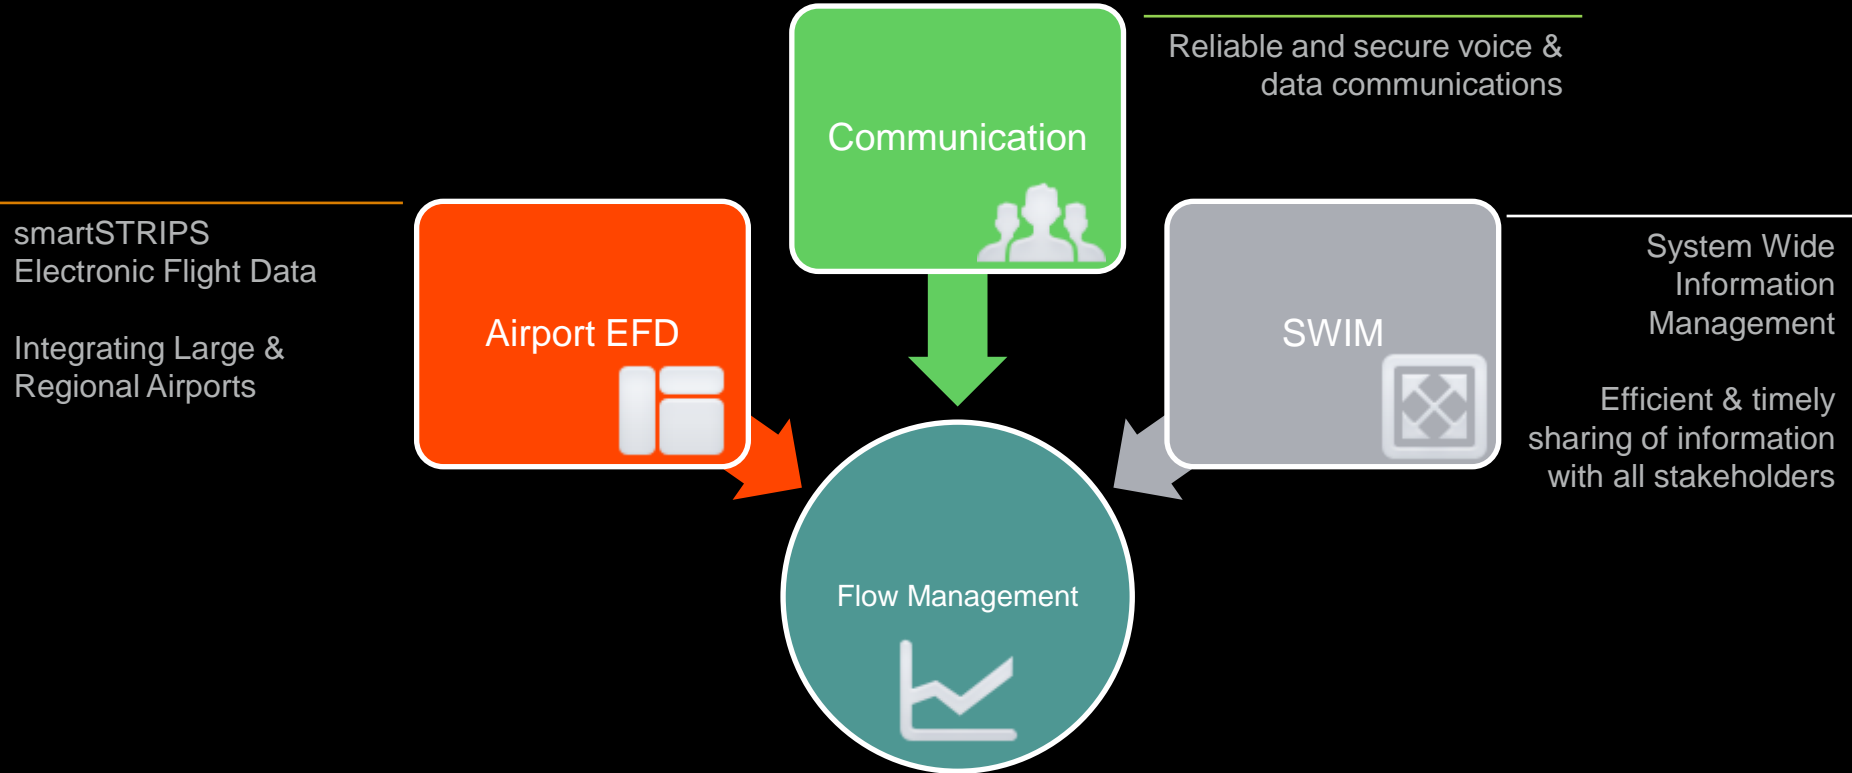 Reliable and secure voice &
data communications
Communication
smartSTRIPS
Electronic Flight Data
Integrating Large &
Regional Airports
Airport EFD
SWIM
System Wide
Information
Management
Efficient & timely
sharing of information
with all stakeholders
Flow Management